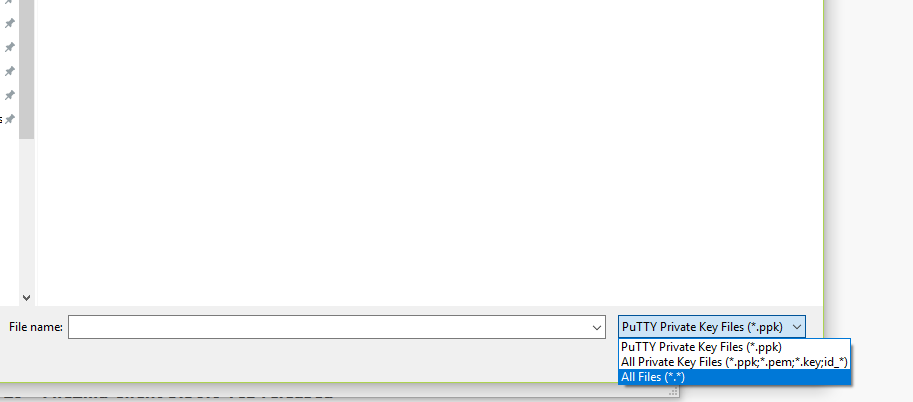 s
File name:
PuTTY Private Key Files (*.ppk)
PuTTY Private Key Files (*.ppk)
All Private Key Files (*.ppk;*.pem;*.key;id_*)
All Files (*.*)